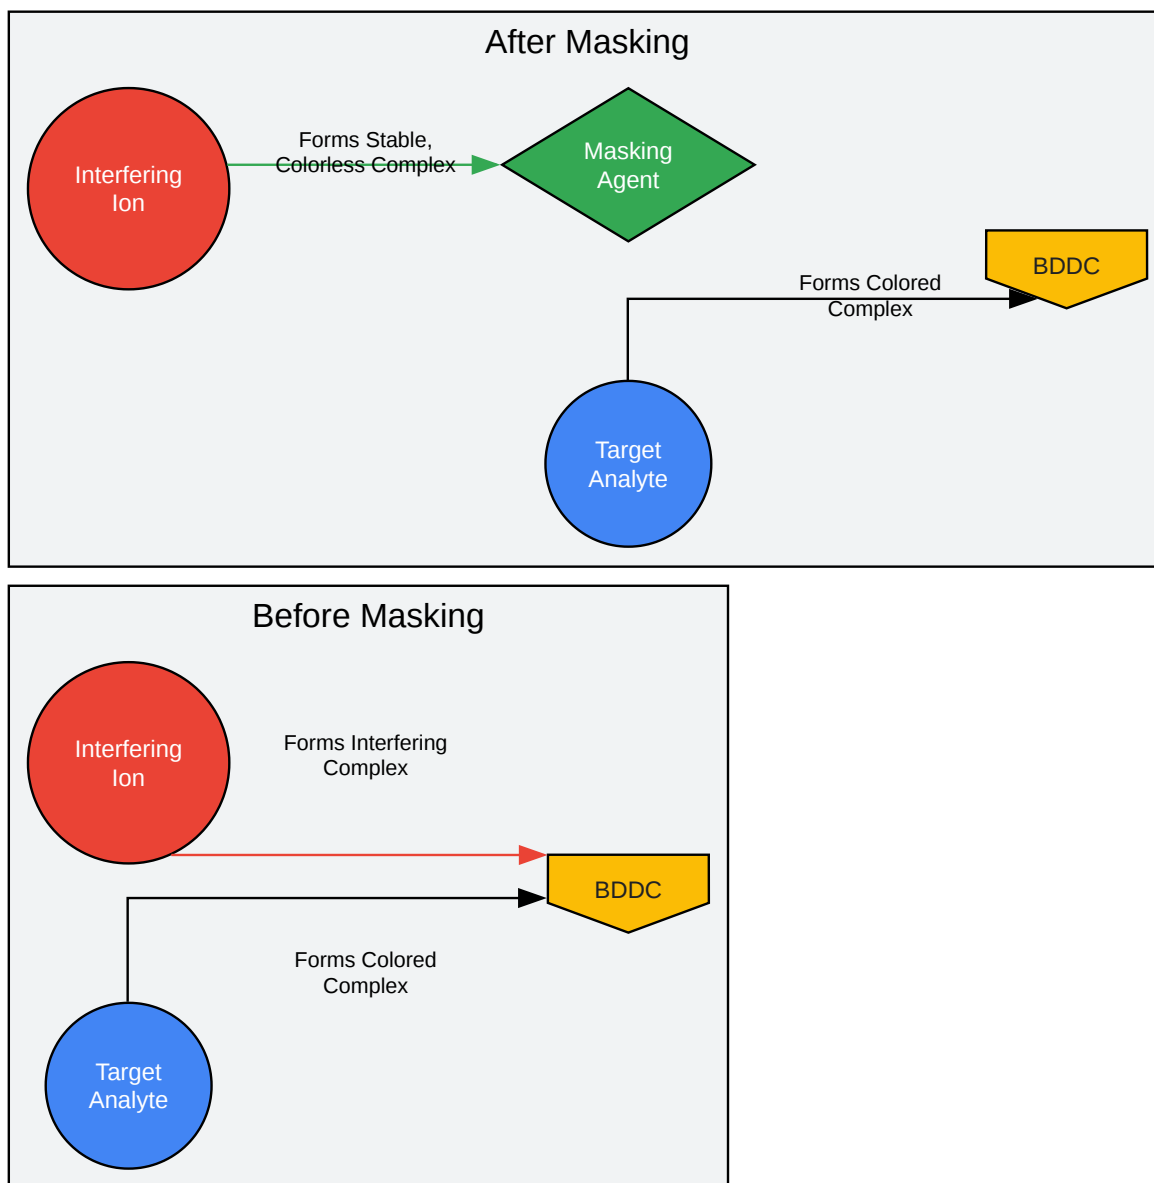 After Masking
Interfering
Ion
Forms Stable,
Colorless Complex
Masking
Agent
BDDC
Forms Colored
Complex
Target
Analyte
Before Masking
Interfering
Ion
Forms Interfering
Complex
BDDC
Forms Colored
Complex
Target
Analyte